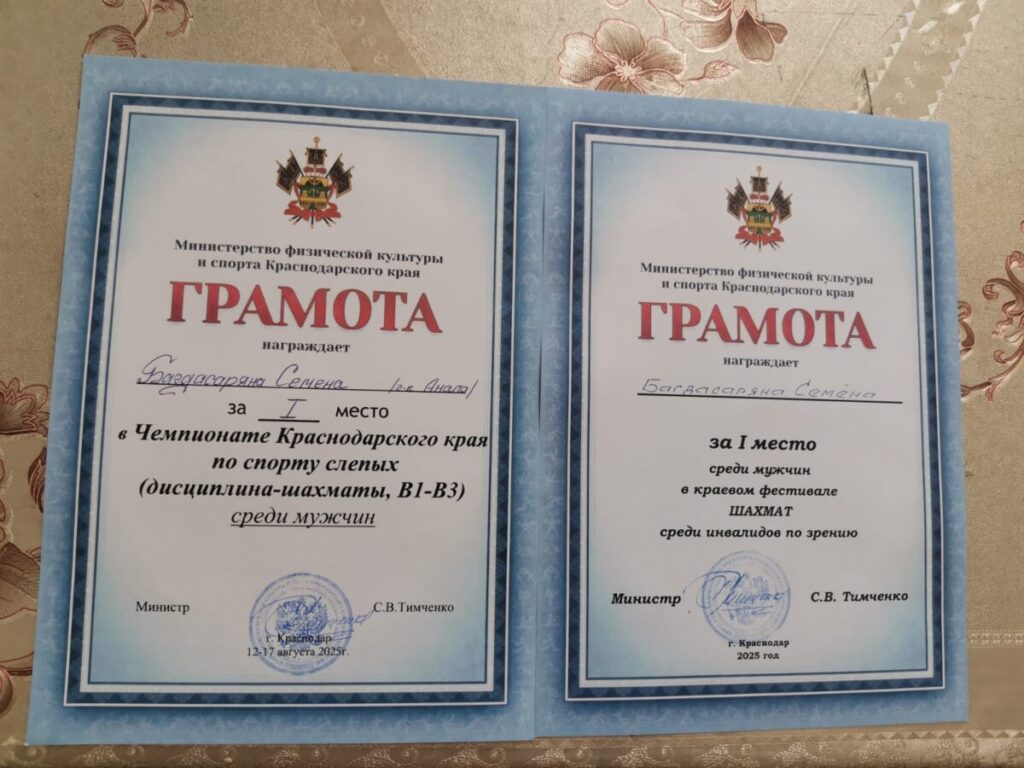 Министерство физической культуры
и спорта Краснодарского края
ГРАМОТА
награждает
Багдасаряна Семена (г-к Анапа)
за I место
в Чемпионате Краснодарского края
по спорту слепых
(дисциплина-шахматы, В1-В3)
среди мужчин
Министр С.В.Тимченко
г. Краснодар
12-17 августа 2025г.
Министерство физической культуры
и спорта Краснодарского края
ГРАМОТА
награждает
Багдасаряна Семёна
за I место
среди мужчин
в краевом фестивале
ШАХМАТ
среди инвалидов по зрению
Министр С.В. Тимченко
г. Краснодар
2025 год